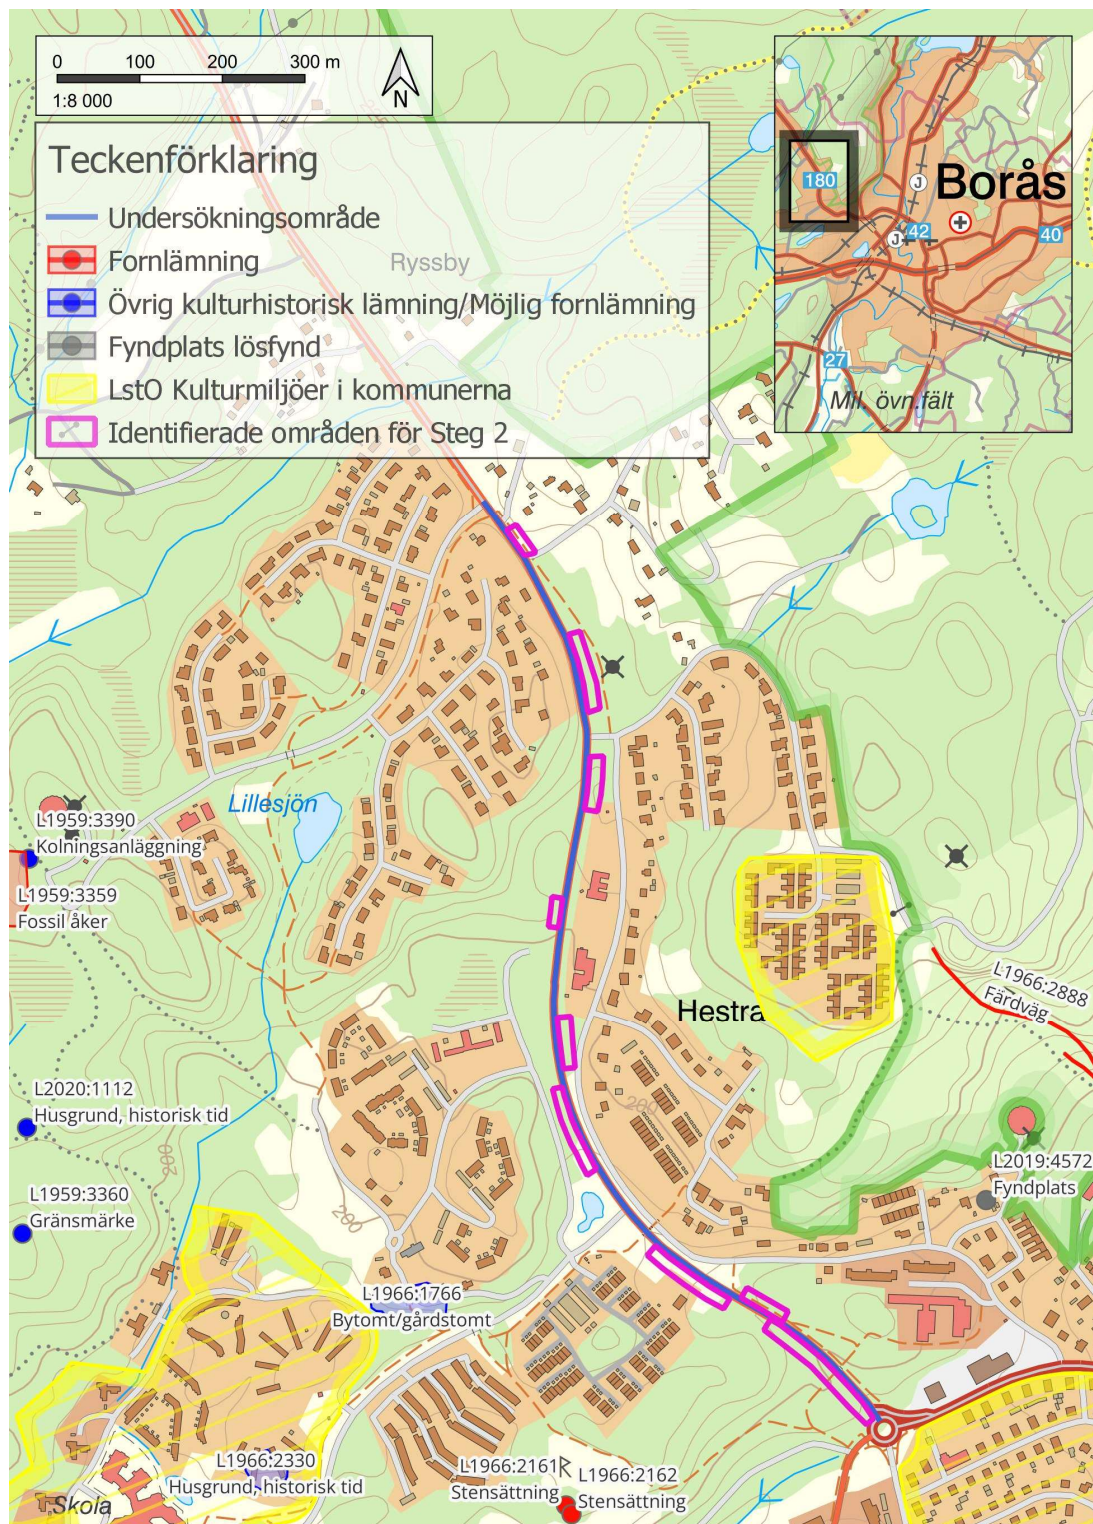 0 100 200 300 m
1:8 000
N
Teckenförklaring
Undersökningsområde
Fornlämning
Övrig kulturhistorisk lämning/Möjlig fornlämning
Fyndplats lösfynd
LstO Kulturmiljöer i kommunerna
Identifierade områden för Steg 2
Ryssby
180
J
Borås
J
42
40
27
Mil. övn.fält
Lillesjön
L1959:3390
Kolningsanläggning
L1959:3359
Fossil åker
L1966:2888
Färdväg
Hestra
L2020:1112
Husgrund, historisk tid
200
200
L2019:4572
Fyndplats
L1959:3360
Gränsmärke
200
L1966:1766
Bytomt/gårdstomt
L1966:2330
Husgrund, historisk tid
L1966:2161
Stensättning
R
L1966:2162
Stensättning
Skola